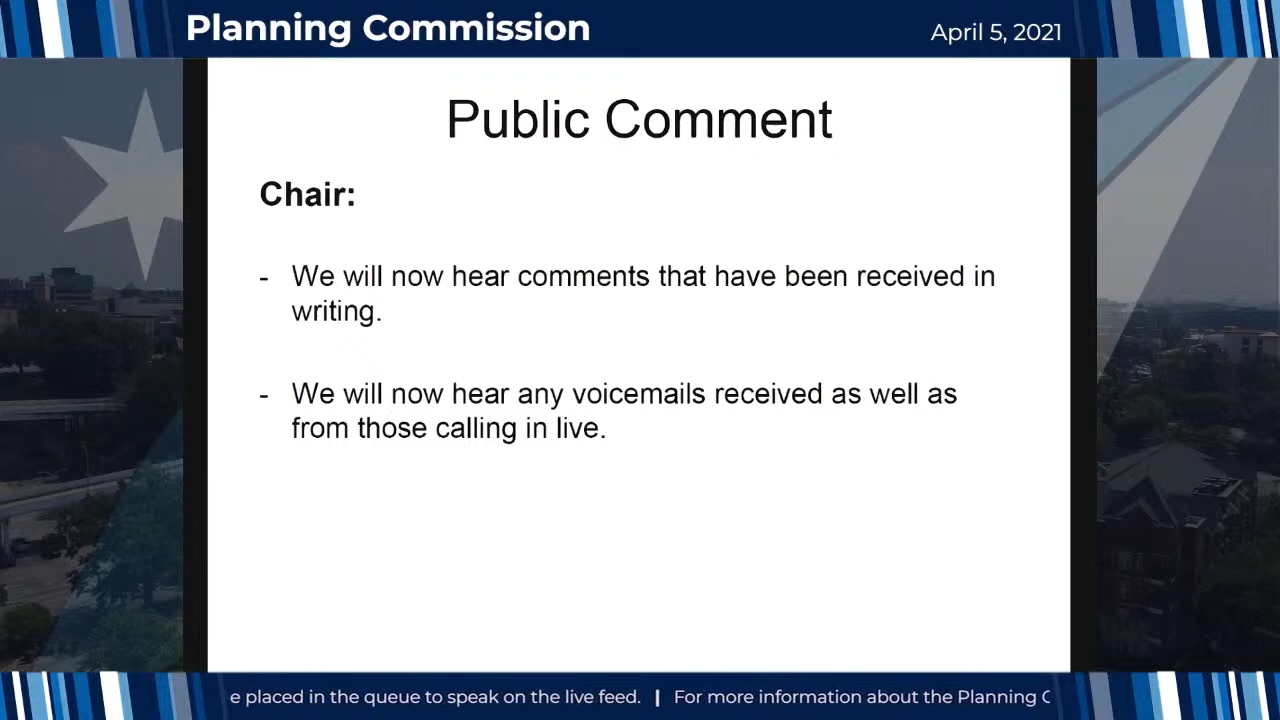 Planning Commission
April 5, 2021
Public Comment
Chair:
- We will now hear comments that have been received in
writing.
- We will now hear any voicemails received as well as
from those calling in live.
e placed in the queue to speak on the live feed. | For more information about the Planning C